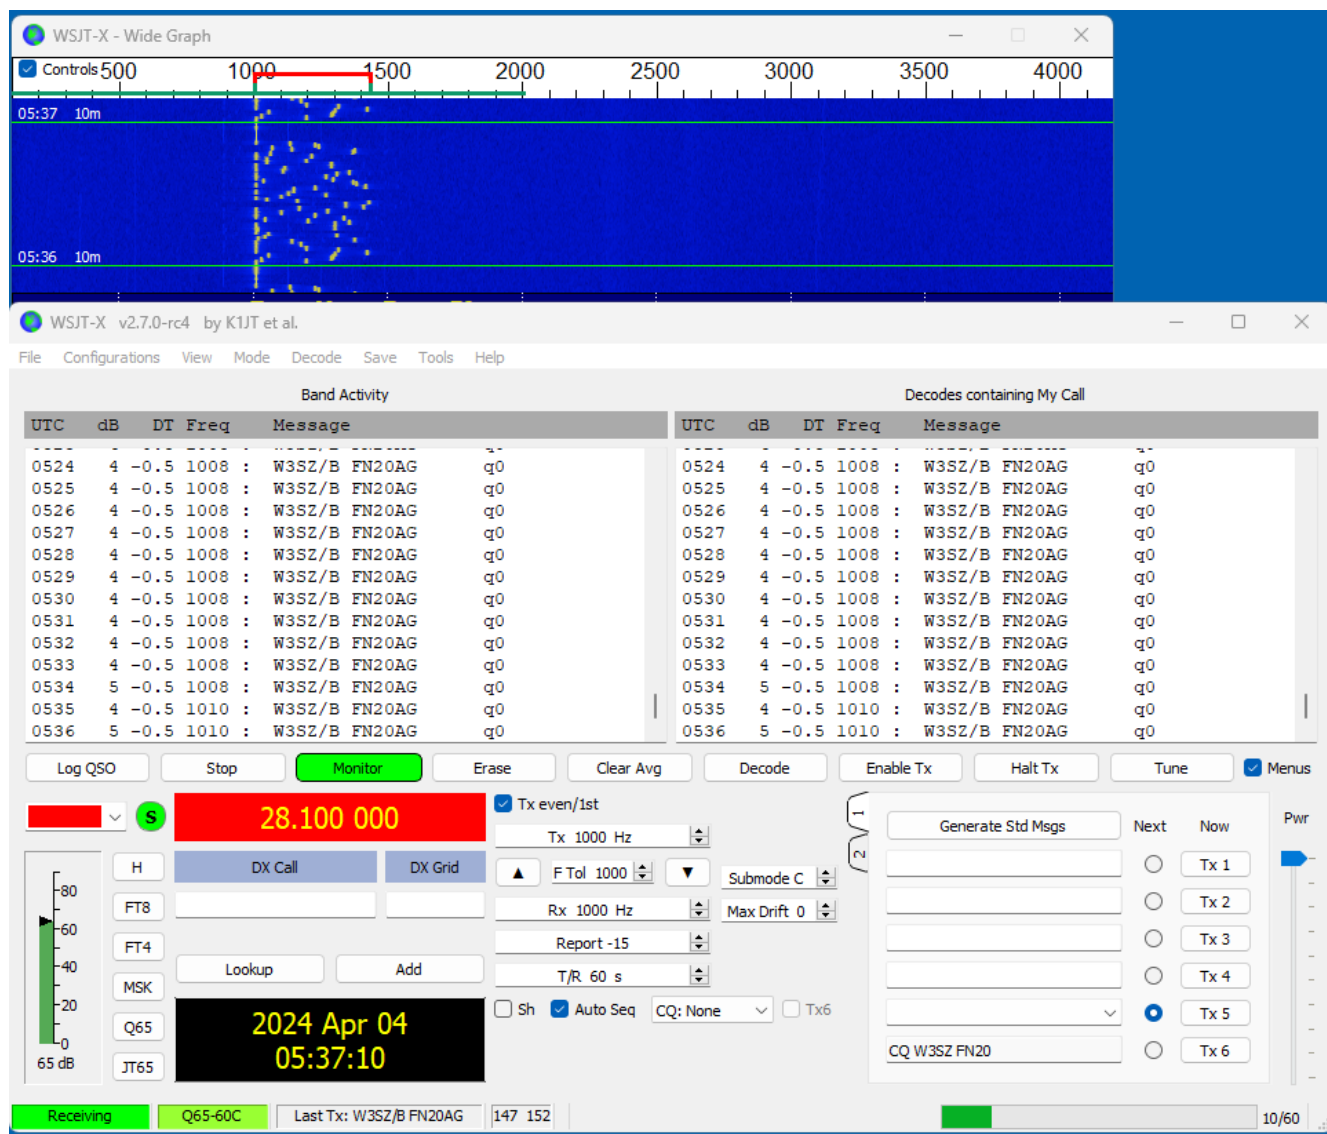 WSJT-X - Wide Graph
Controls 500 1000 1500 2000 2500 3000 3500 4000
05:37 10m
05:36 10m
WSJT-X v2.7.0-rc4 by K1JT et al.
File Configurations View Mode Decode Save Tools Help
Band Activity Decodes containing My Call
UTC dB DT Freq Message UTC dB DT Freq Message
0524 4 -0.5 1008 : W3SZ/B FN20AG q0 0524 4 -0.5 1008 : W3SZ/B FN20AG q0
0525 4 -0.5 1008 : W3SZ/B FN20AG q0 0525 4 -0.5 1008 : W3SZ/B FN20AG q0
0526 4 -0.5 1008 : W3SZ/B FN20AG q0 0526 4 -0.5 1008 : W3SZ/B FN20AG q0
0527 4 -0.5 1008 : W3SZ/B FN20AG q0 0527 4 -0.5 1008 : W3SZ/B FN20AG q0
0528 4 -0.5 1008 : W3SZ/B FN20AG q0 0528 4 -0.5 1008 : W3SZ/B FN20AG q0
0529 4 -0.5 1008 : W3SZ/B FN20AG q0 0529 4 -0.5 1008 : W3SZ/B FN20AG q0
0530 4 -0.5 1008 : W3SZ/B FN20AG q0 0530 4 -0.5 1008 : W3SZ/B FN20AG q0
0531 4 -0.5 1008 : W3SZ/B FN20AG q0 0531 4 -0.5 1008 : W3SZ/B FN20AG q0
0532 4 -0.5 1008 : W3SZ/B FN20AG q0 0532 4 -0.5 1008 : W3SZ/B FN20AG q0
0533 4 -0.5 1008 : W3SZ/B FN20AG q0 0533 4 -0.5 1008 : W3SZ/B FN20AG q0
0534 5 -0.5 1008 : W3SZ/B FN20AG q0 0534 5 -0.5 1008 : W3SZ/B FN20AG q0
0535 4 -0.5 1010 : W3SZ/B FN20AG q0 0535 4 -0.5 1010 : W3SZ/B FN20AG q0
0536 5 -0.5 1010 : W3SZ/B FN20AG q0 0536 5 -0.5 1010 : W3SZ/B FN20AG q0
Log QSO Stop Monitor Erase Clear Avg Decode Enable Tx Halt Tx Tune Menus
S 28.100 000 Tx even/1st 1 Generate Std Msgs Next Now Pwr
Tx 1000 Hz
H DX Call DX Grid F Tol 1000 Submode C 2 Tx 1
80
FT8 Rx 1000 Hz Max Drift 0 Tx 2
60
FT4 Report -15 Tx 3
40 Lookup Add T/R 60 s Tx 4
MSK
20 Sh Auto Seq CQ: None Tx6 Tx 5
Q65 2024 Apr 04
0
65 dB JT65 05:37:10 CQ W3SZ FN20 Tx 6
Receiving Q65-60C Last Tx: W3SZ/B FN20AG 147 152 10/60